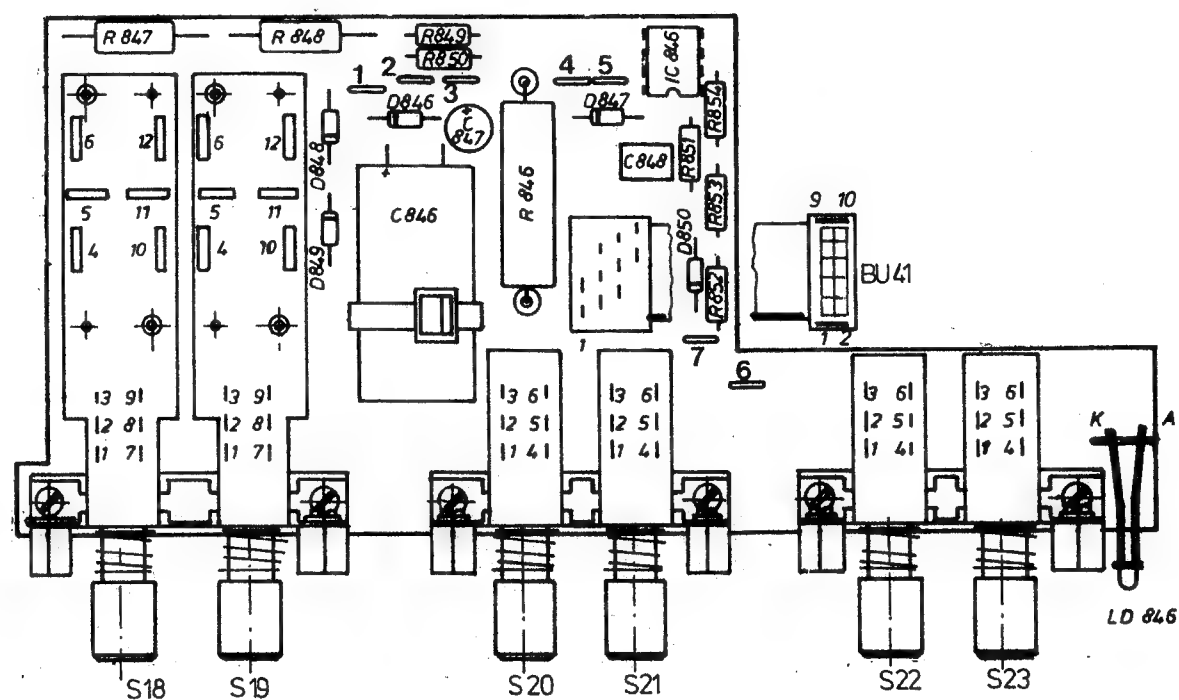 R 847
R 848
R849
R850
IC 846
1
2
3
4 5
D846
C 847
D847
R854
6 12
6 12
D848
R 846
C848
R851
R853
5 11
5 11
C846
9 10
4 10
4 10
D849
D850
R852
BU41
1
1 2
7
6
3 9
2 8
1 7
3 9
2 8
1 7
3 6
2 5
1 4
3 6
2 5
1 4
3 6
2 5
1 4
3 6
2 5
1 4
K A
LD 846
S18 S19 S20 S21 S22 S23